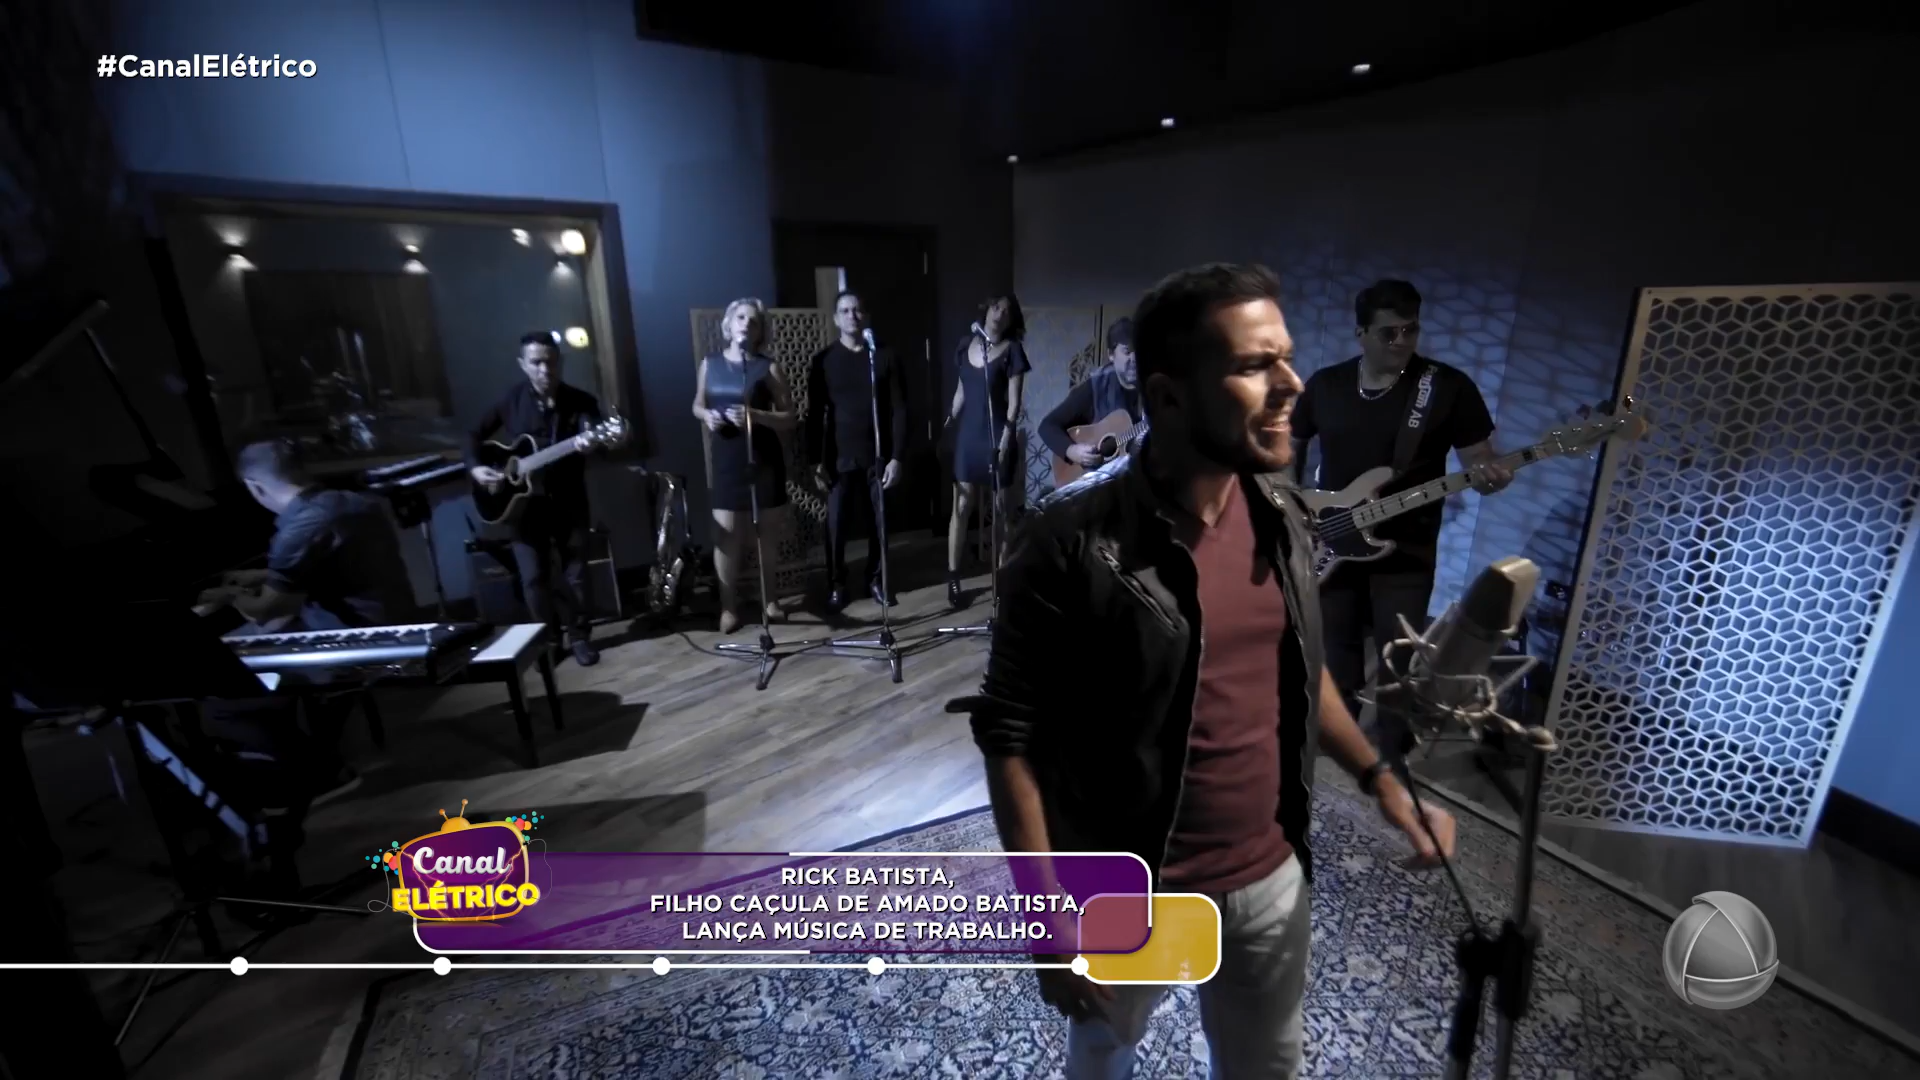 #CanalElétrico
Canal
ELÉTRICO
RICK BATISTA,
FILHO CAÇULA DE AMADO BATISTA,
LANÇA MÚSICA DE TRABALHO.